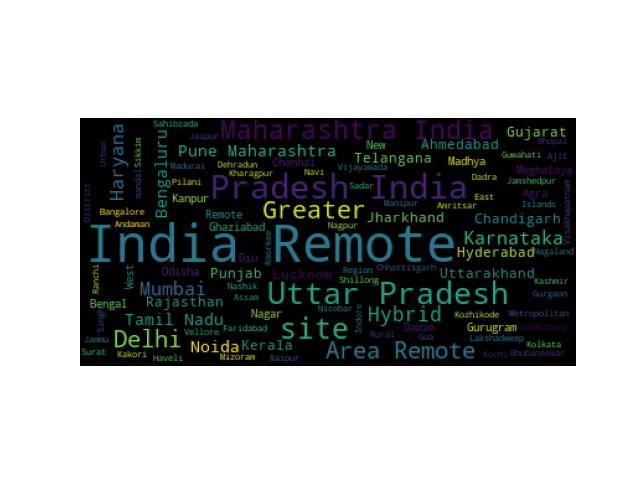 Sahibzada
Maharashtra India
Gujarat
Jaipur
New
Ahmedabad
Bhopal
Urban
Haryana
mandal
Sikkim
Bengaluru
Pune Maharashtra
Telangana
Guwahati
Ajit
Madurai
Dehradun
Chennai
Navi
Vijayawada
Madhya
Meghalaya
Kharagpur
Pilani
Pradesh India
Sadar
Dadra
Jamshedpur
District
Kanpur
Greater
Manipur
Amritsar
East
Agra
Islands
Visakhapatnam
Bangalore
Remote
Jharkhand
Chandigarh
Andaman
Ghaziabad
Nagpur
Karnataka
India Remote
Roorkee
Hyderabad
Nagaland
Ranchi
West
Odisha
Punjab
Diu
Lucknow
Region
Chhattisgarh
Uttarakhand
Shillong
Kashmir
Mumbai
Nashik
Uttar Pradesh
Gurgaon
Bengal
Rajasthan
Assam
Nicobar
Singh
Tamil Nadu
Nagar
site
Indore
Hybrid
Kozhikode
Metropolitan
Vellore
Faridabad
Daman
Gurugram
Coimbatore
Jammu
Delhi
Noida
Kerala
Rural
Goa
Lakshadweep
Kolkata
Surat
Kakori
Haveli
Mizoram
Raipur
Area Remote
Kochi
Bhubaneswar